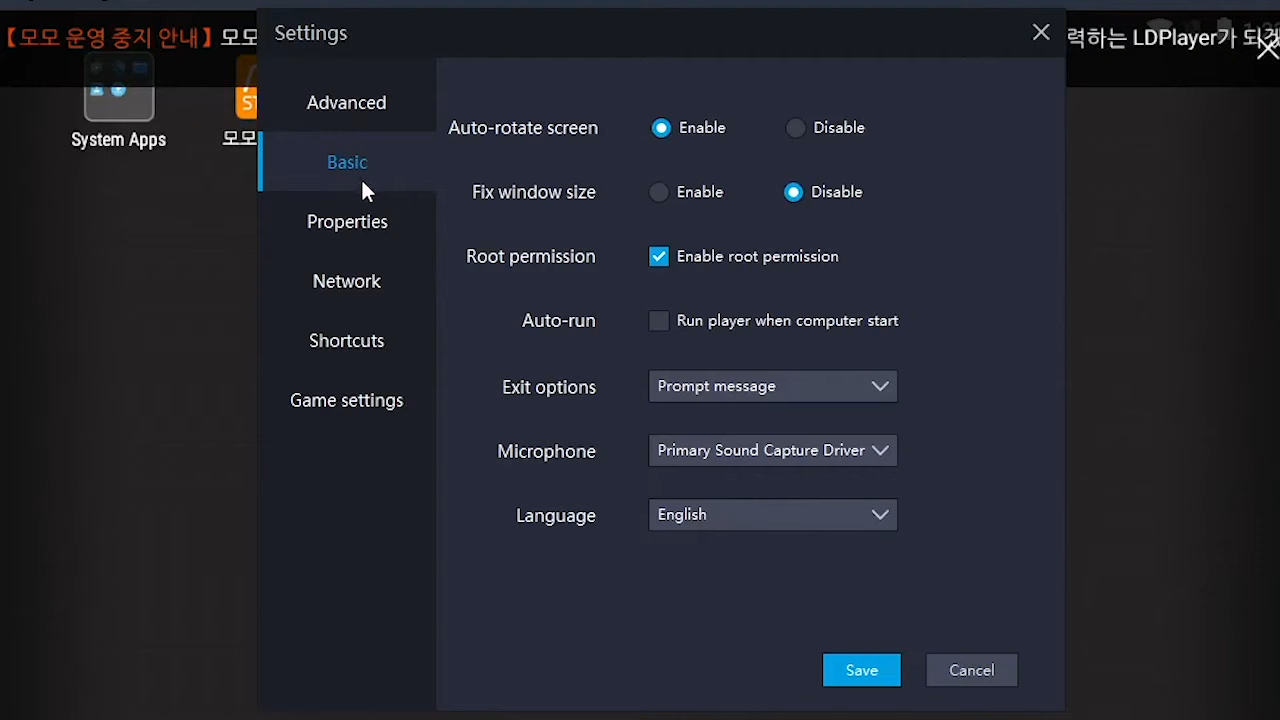 【모모 운영 중지 안내】 모모
Settings
력하는 LDPlayer가 되겠
System Apps
모모
Advanced
Basic
Properties
Network
Shortcuts
Game settings
Auto-rotate screen Enable Disable
Fix window size Enable Disable
Root permission Enable root permission
Auto-run Run player when computer start
Exit options Prompt message
Microphone Primary Sound Capture Driver
Language English
Save Cancel